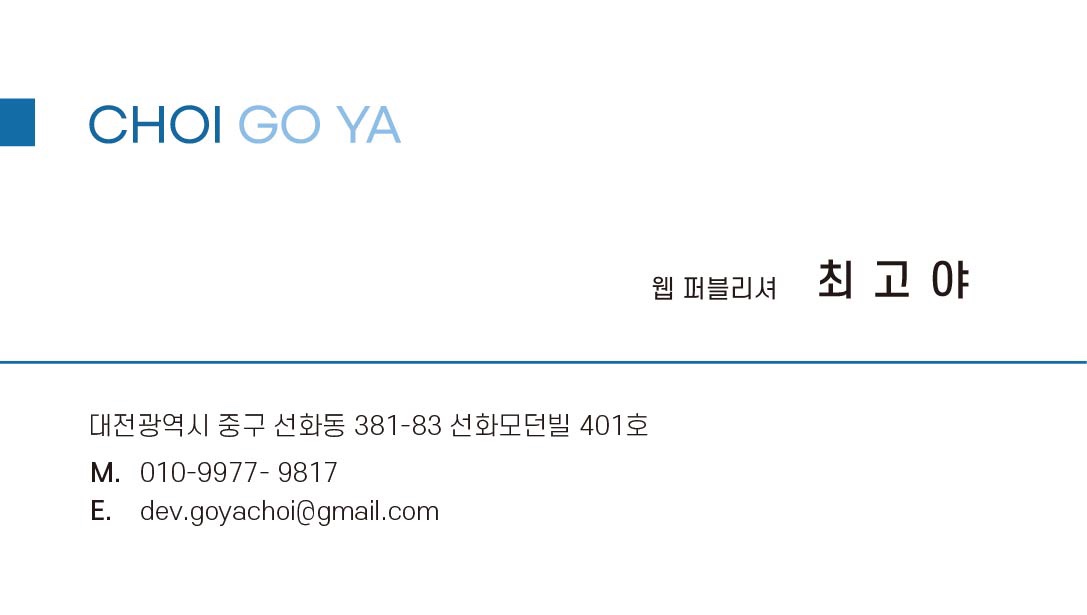 CHOI GO YA
웹 퍼블리셔 최 고 야
대전광역시 중구 선화동 381-83 선화모던빌 401호
M. 010-9977- 9817
E. dev.goyachoi@gmail.com